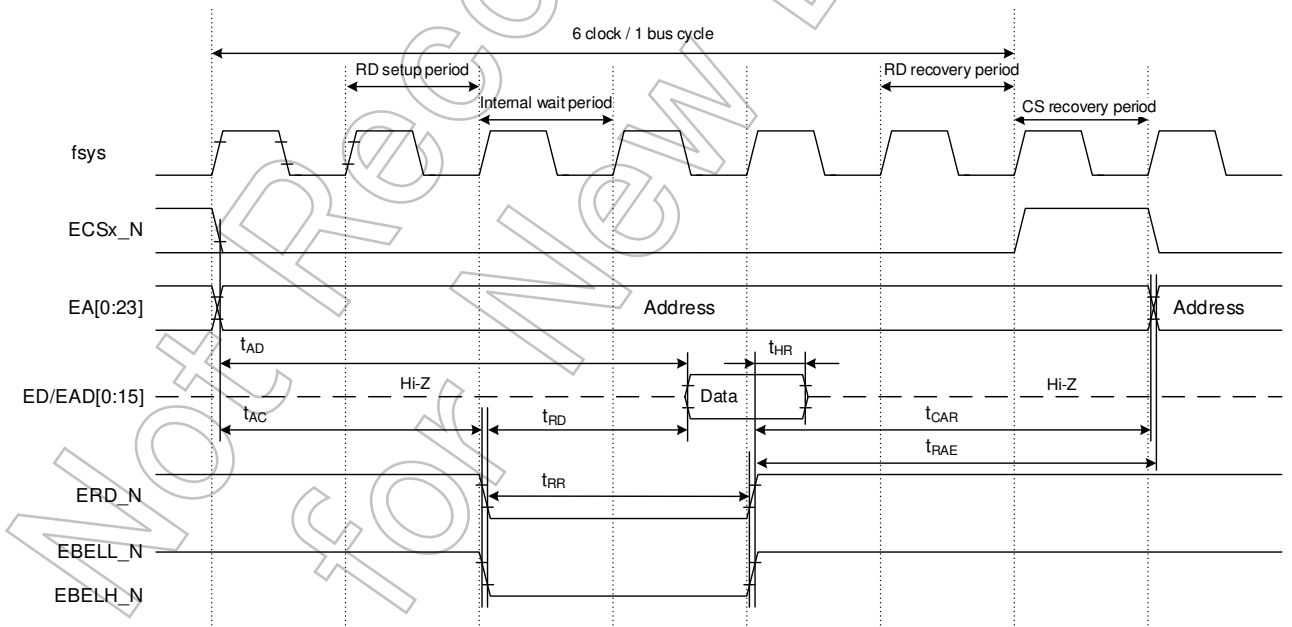 6 clock / 1 bus cycle
RD setup period
RD recovery period
Internal wait period
CS recovery period
fsys
ECSx_N
EA[0:23]
Address
Address
tAD
tHR
ED/EAD[0:15]
Hi-Z
Data
Hi-Z
tAC
tRD
tCAR
tRAE
ERD_N
tRR
EBELL_N
EBELH_N
Not Reco
for New D